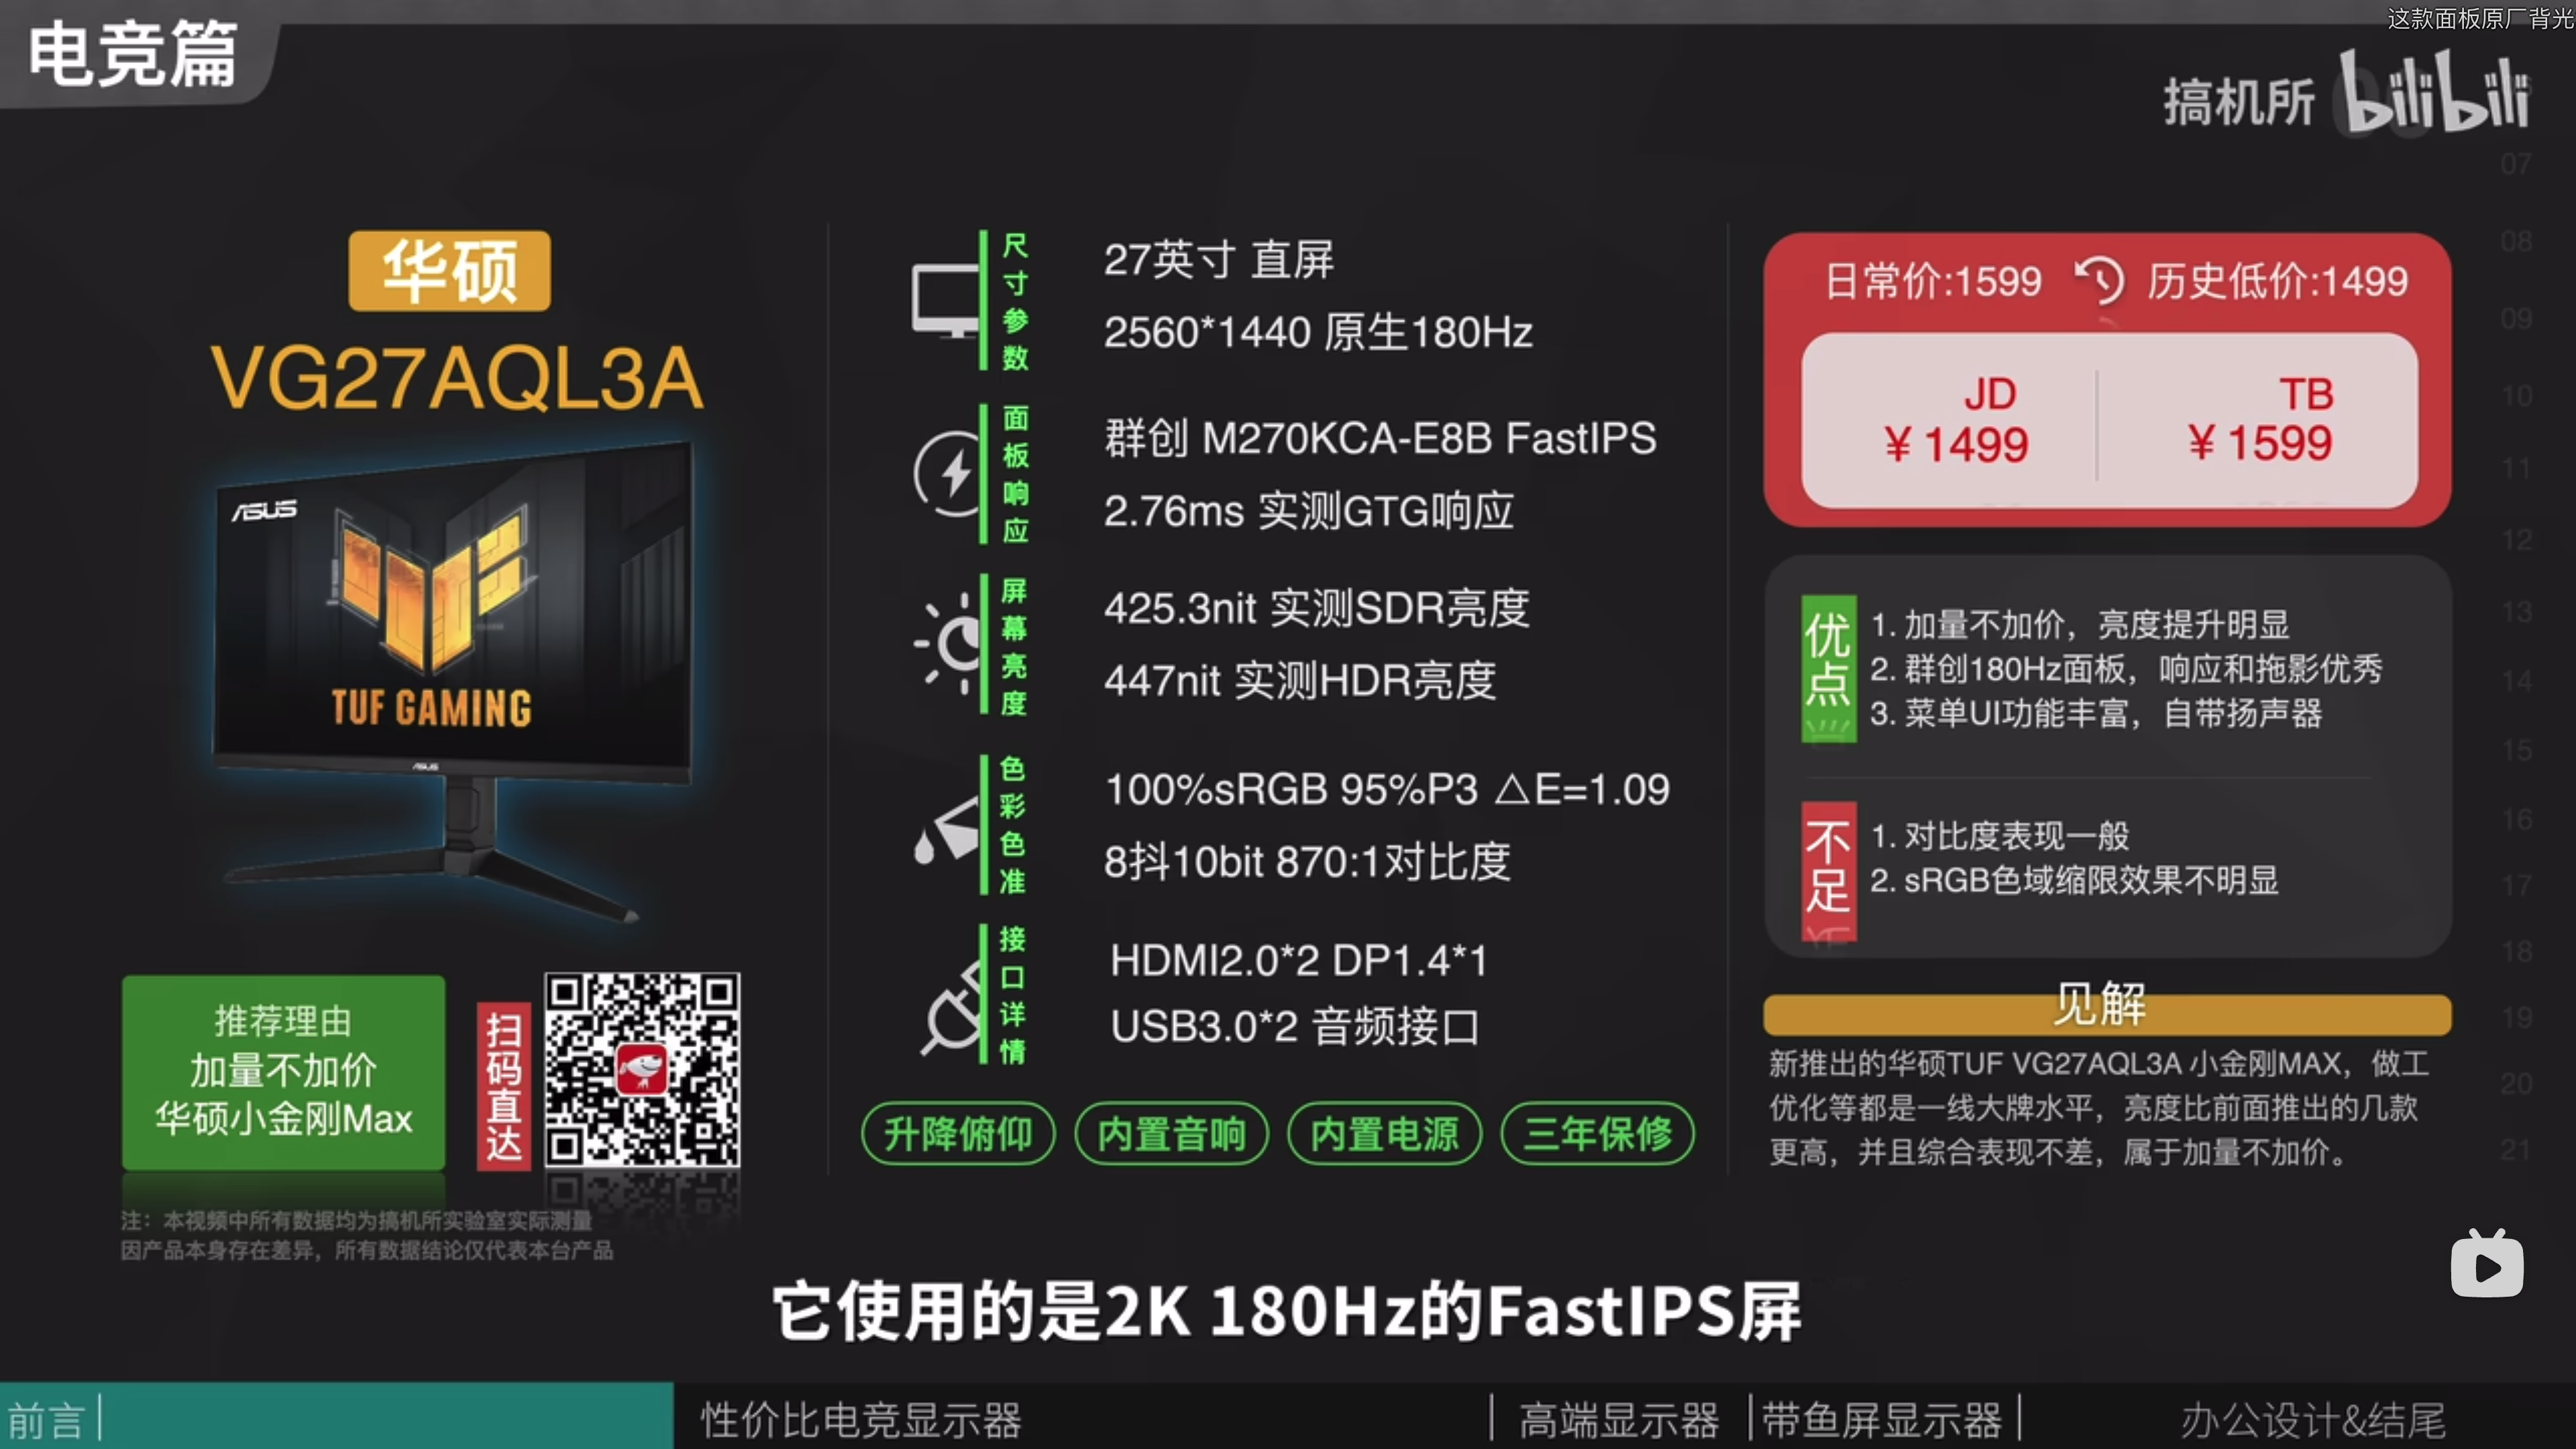 这款面板原厂背光
电竞篇
搞机所 bilibili
华硕
VG27AQL3A
ASUS
TUF GAMING
ASUS
推荐理由
加量不加价
华硕小金刚Max
扫码直达
注：本视频中所有数据均为搞机所实验室实际测量
因产品本身存在差异，所有数据结论仅代表本台产品
尺寸参数
27英寸 直屏
2560*1440 原生180Hz
面板响应
群创 M270KCA-E8B FastIPS
2.76ms 实测GTG响应
屏幕亮度
425.3nit 实测SDR亮度
447nit 实测HDR亮度
色彩色准
100%sRGB 95%P3 △E=1.09
8抖10bit 870:1对比度
接口详情
HDMI2.0*2 DP1.4*1
USB3.0*2 音频接口
升降俯仰 内置音响 内置电源 三年保修
日常价:1599 历史低价:1499
JD TB
¥1499 ¥1599
优点
1. 加量不加价，亮度提升明显
2. 群创180Hz面板，响应和拖影优秀
3. 菜单UI功能丰富，自带扬声器
不足
1. 对比度表现一般
2. sRGB色域缩限效果不明显
见解
新推出的华硕TUF VG27AQL3A 小金刚MAX，做工
优化等都是一线大牌水平，亮度比前面推出的几款
更高，并且综合表现不差，属于加量不加价。
07
08
09
10
11
12
13
14
15
16
17
18
19
20
21
它使用的是2K 180Hz的FastIPS屏
前言 性价比电竞显示器 高端显示器 带鱼屏显示器 办公设计&结尾